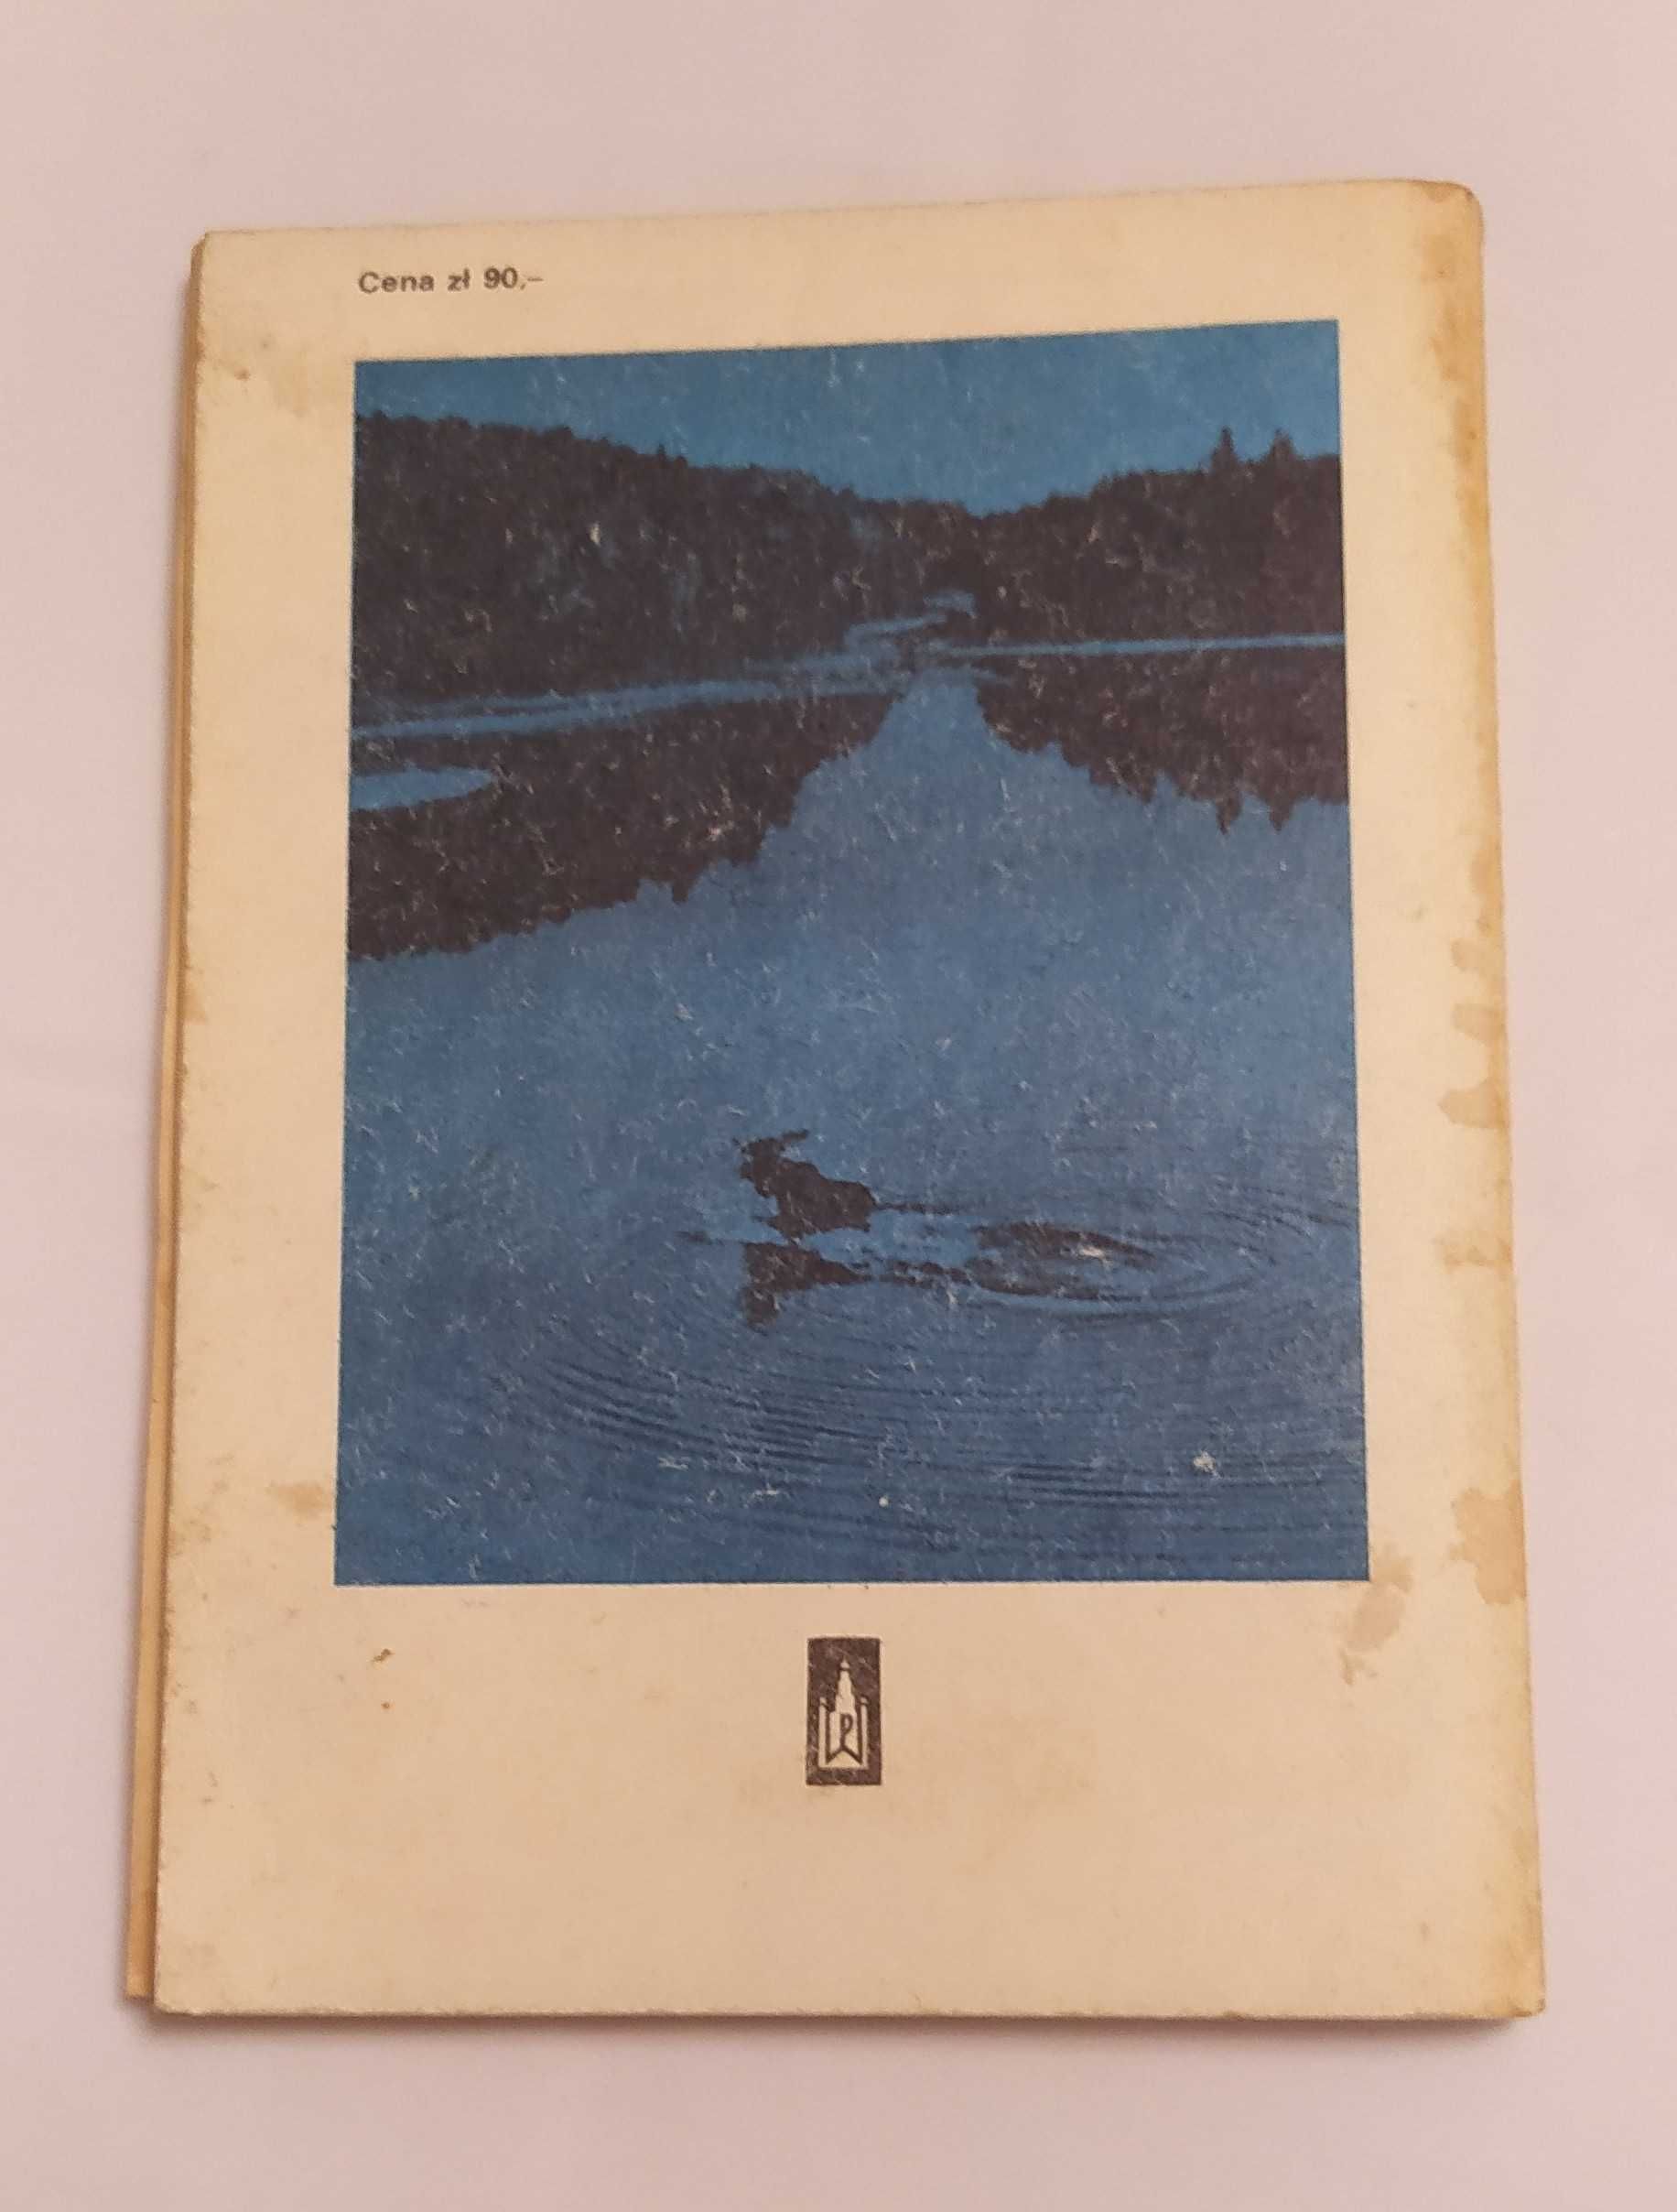 Cena zł 90,—